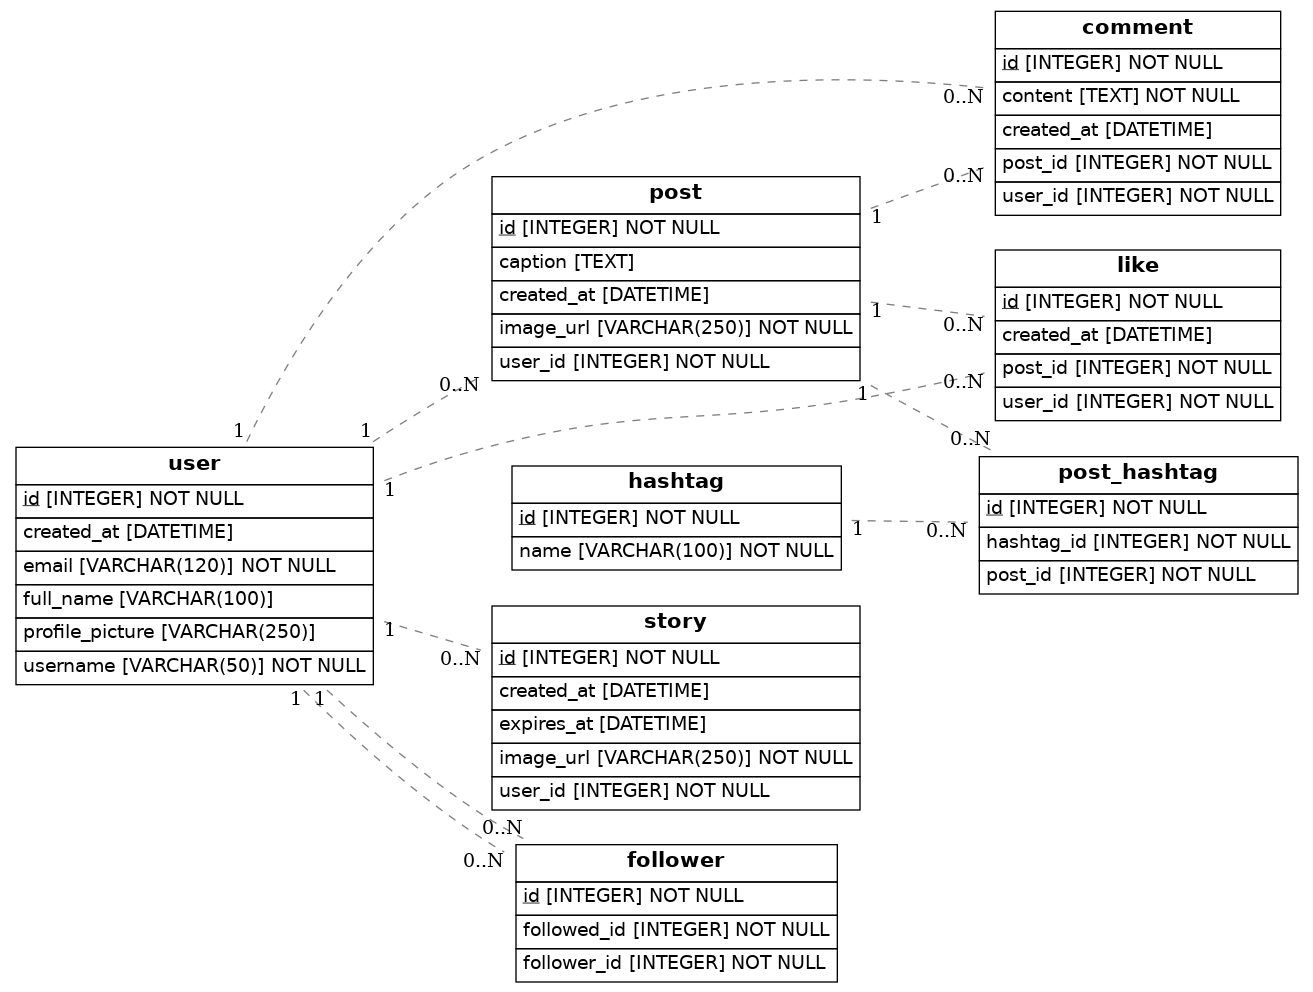 comment
id [INTEGER] NOT NULL
content [TEXT] NOT NULL
created_at [DATETIME]
post_id [INTEGER] NOT NULL
user_id [INTEGER] NOT NULL
0..N
0..N
post
id [INTEGER] NOT NULL
caption [TEXT]
created_at [DATETIME]
image_url [VARCHAR(250)] NOT NULL
user_id [INTEGER] NOT NULL
1
1
1
0..N
like
id [INTEGER] NOT NULL
created_at [DATETIME]
post_id [INTEGER] NOT NULL
user_id [INTEGER] NOT NULL
0..N
0..N
user
id [INTEGER] NOT NULL
created_at [DATETIME]
email [VARCHAR(120)] NOT NULL
full_name [VARCHAR(100)]
profile_picture [VARCHAR(250)]
username [VARCHAR(50)] NOT NULL
1
1
1
1
1
1
hashtag
id [INTEGER] NOT NULL
name [VARCHAR(100)] NOT NULL
1
post_hashtag
id [INTEGER] NOT NULL
hashtag_id [INTEGER] NOT NULL
post_id [INTEGER] NOT NULL
0..N
0..N
story
id [INTEGER] NOT NULL
created_at [DATETIME]
expires_at [DATETIME]
image_url [VARCHAR(250)] NOT NULL
user_id [INTEGER] NOT NULL
0..N
follower
id [INTEGER] NOT NULL
followed_id [INTEGER] NOT NULL
follower_id [INTEGER] NOT NULL
0..N
0..N